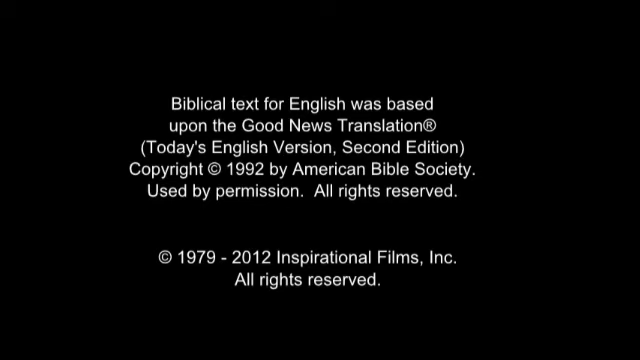 Biblical text for English was based
upon the Good News Translation®
(Today's English Version, Second Edition)
Copyright © 1992 by American Bible Society.
Used by permission.  All rights reserved.
© 1979 - 2012 Inspirational Films, Inc.
All rights reserved.